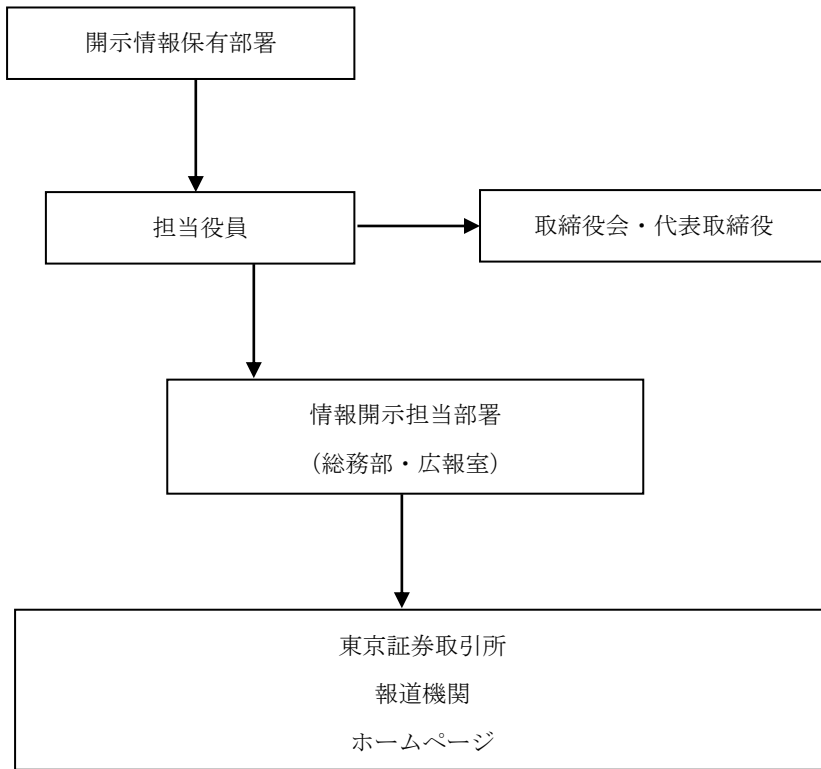 開示情報保有部署
担当役員
取締役会・代表取締役
情報開示担当部署
（総務部・広報室）
東京証券取引所
報道機関
ホームページ